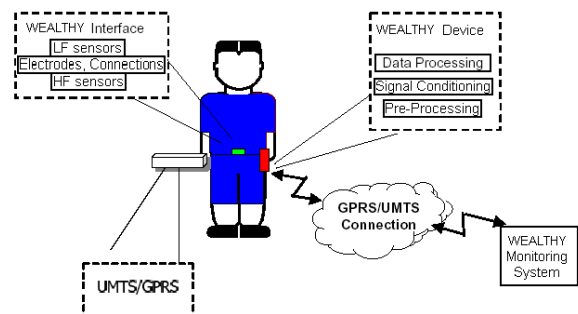 WEALTHY Interface
LF sensors
Electrodes, Connections
HF sensors
WEALTHY Device
Data Processing
Signal Conditioning
Pre-Processing
GPRS/UMTS
Connection
WEALTHY
Monitoring
System
UMTS/GPRS